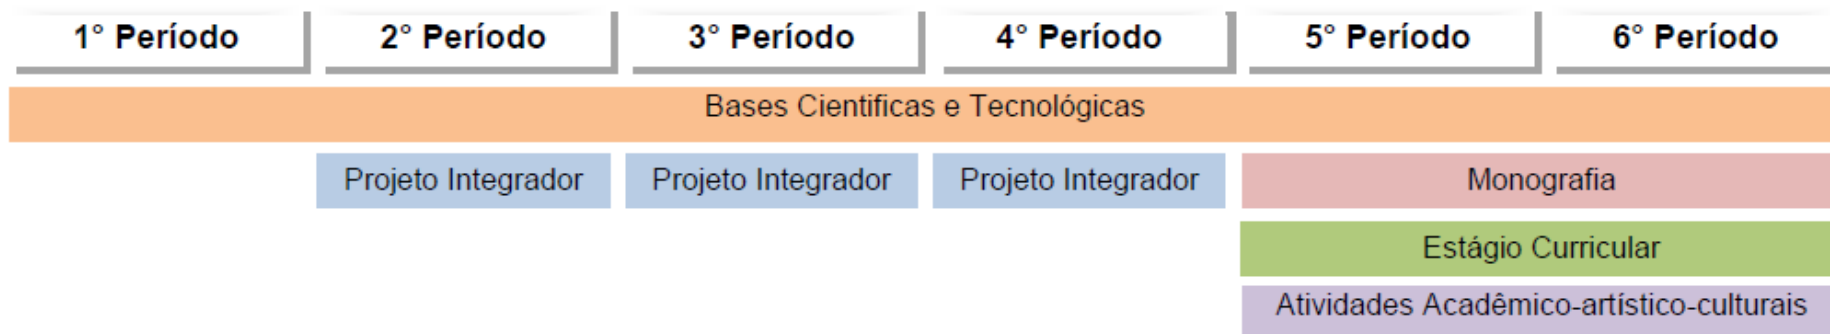 1° Período 2° Período 3° Período 4° Período 5° Período 6° Período
Bases Cientificas e Tecnológicas
Projeto Integrador Projeto Integrador Projeto Integrador Monografia
Estágio Curricular
Atividades Acadêmico-artístico-culturais